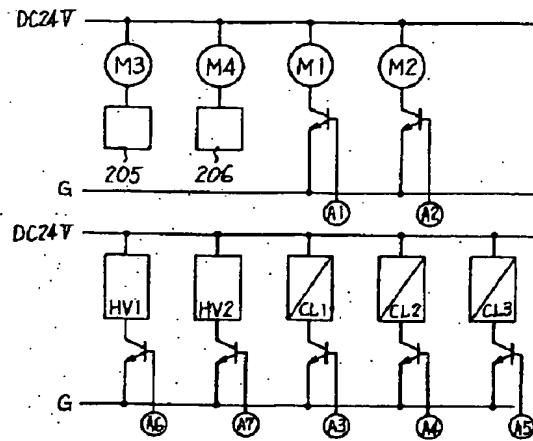 DC24V
M3 M4 M1 M2
205 206
G
A1 A2
DC24V
HV1 HV2 CL1 CL2 CL3
G
A6 A7 A3 A4 A5